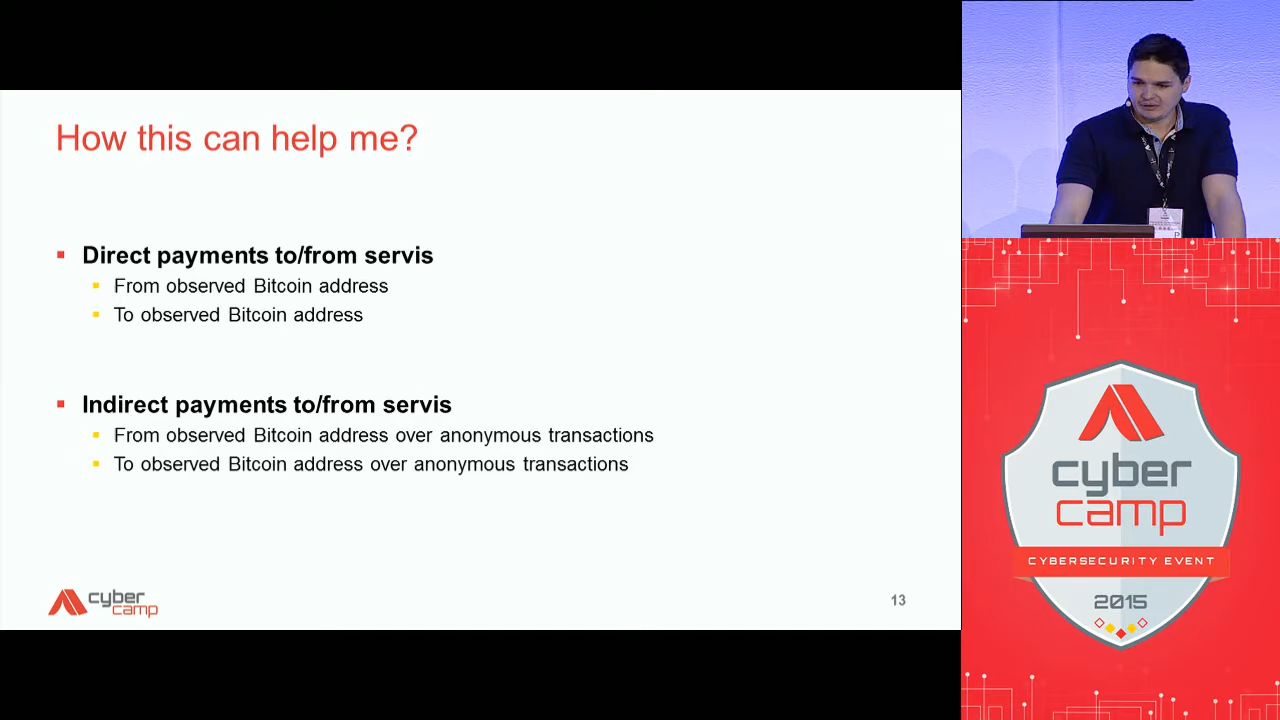 How this can help me?
Direct payments to/from servis
From observed Bitcoin address
To observed Bitcoin address
Indirect payments to/from servis
From observed Bitcoin address over anonymous transactions
To observed Bitcoin address over anonymous transactions
cyber
camp
13
cyber
camp
CYBERSECURITY EVENT
2015